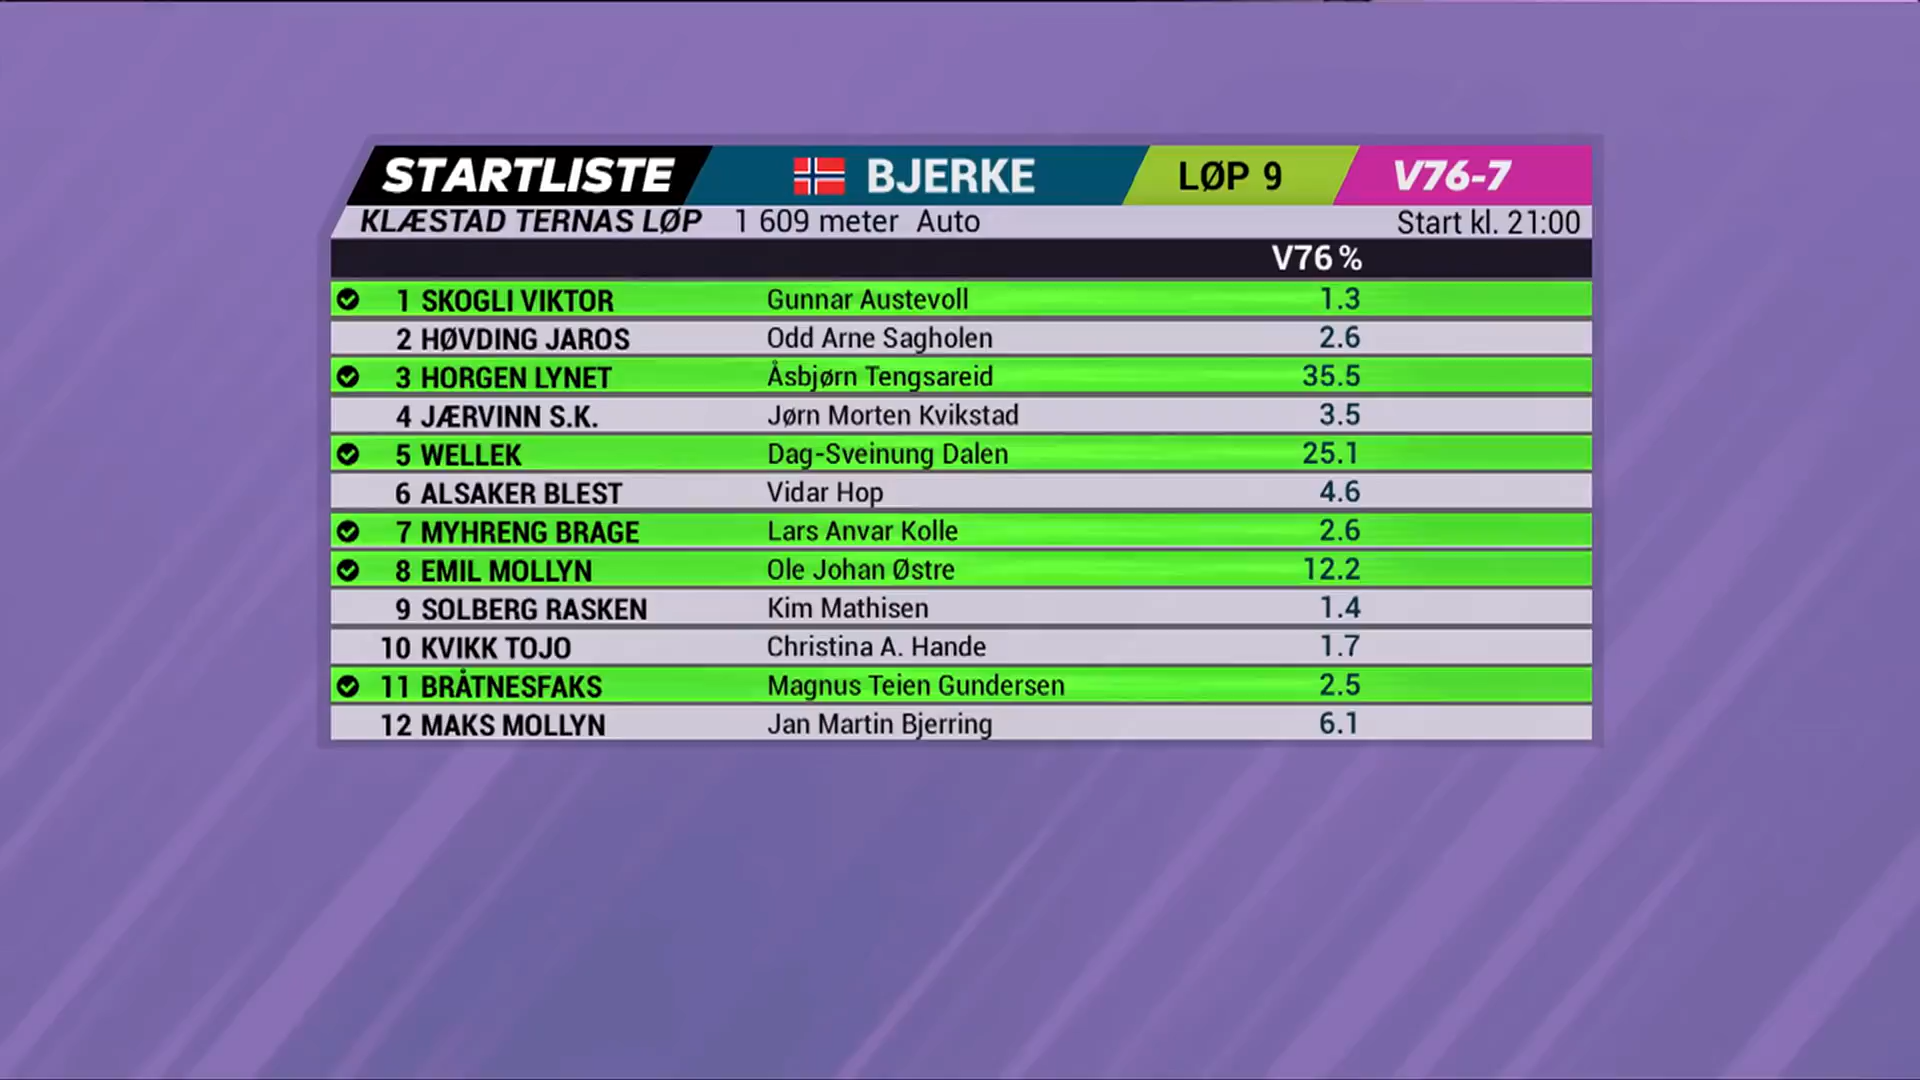 STARTLISTE BJERKE LØP 9 V76-7
KLÆSTAD TERNAS LØP 1 609 meter Auto Start kl. 21:00
V76 %
1 SKOGLI VIKTOR Gunnar Austevoll 1.3
2 HØVDING JAROS Odd Arne Sagholen 2.6
3 HORGEN LYNET Åsbjørn Tengsareid 35.5
4 JÆRVINN S.K. Jørn Morten Kvikstad 3.5
5 WELLEK Dag-Sveinung Dalen 25.1
6 ALSAKER BLEST Vidar Hop 4.6
7 MYHRENG BRAGE Lars Anvar Kolle 2.6
8 EMIL MOLLYN Ole Johan Østre 12.2
9 SOLBERG RASKEN Kim Mathisen 1.4
10 KVIKK TOJO Christina A. Hande 1.7
11 BRÅTNESFAKS Magnus Teien Gundersen 2.5
12 MAKS MOLLYN Jan Martin Bjerring 6.1